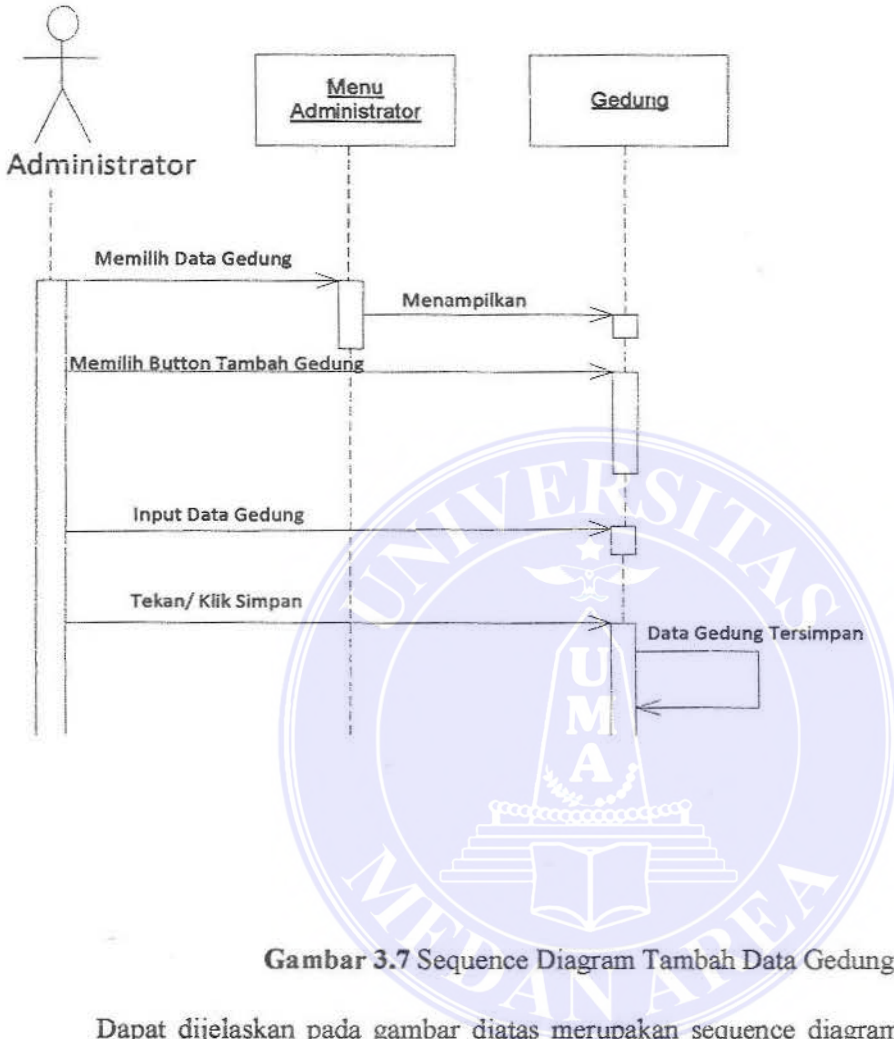 Menu
Administrator
Gedung
Administrator
Memilih Data Gedung
Menampilkan
Memilih Button Tambah Gedung
Input Data Gedung
Tekan/ Klik Simpan
Data Gedung Tersimpan
UNIVERSITAS
UMA
MEDAN AREA
Gambar 3.7 Sequence Diagram Tambah Data Gedung
Dapat dijelaskan pada gambar diatas merupakan sequence diagram